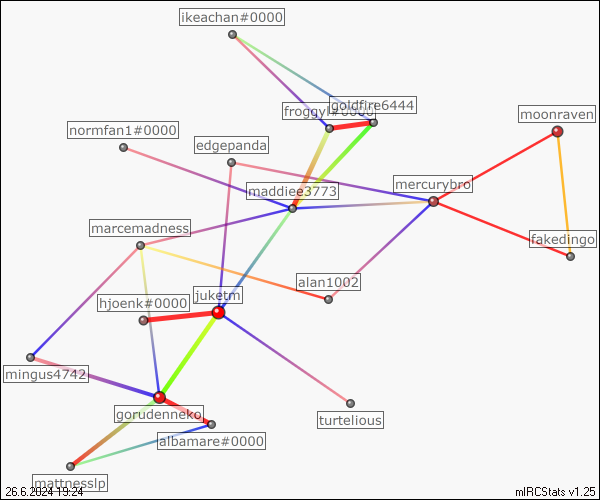 ikeachan#0000
goldfire6444
froggyl#0000
moonraven
normfan1#0000
edgepanda
maddiee3773
mercurybro
marcemadness
fakedingo
alan1002
juketm
hjoenk#0000
mingus4742
gorudenneko
turtelious
albamare#0000
mattnesslp
26.6.2024 19:24
mIRCStats v1.25